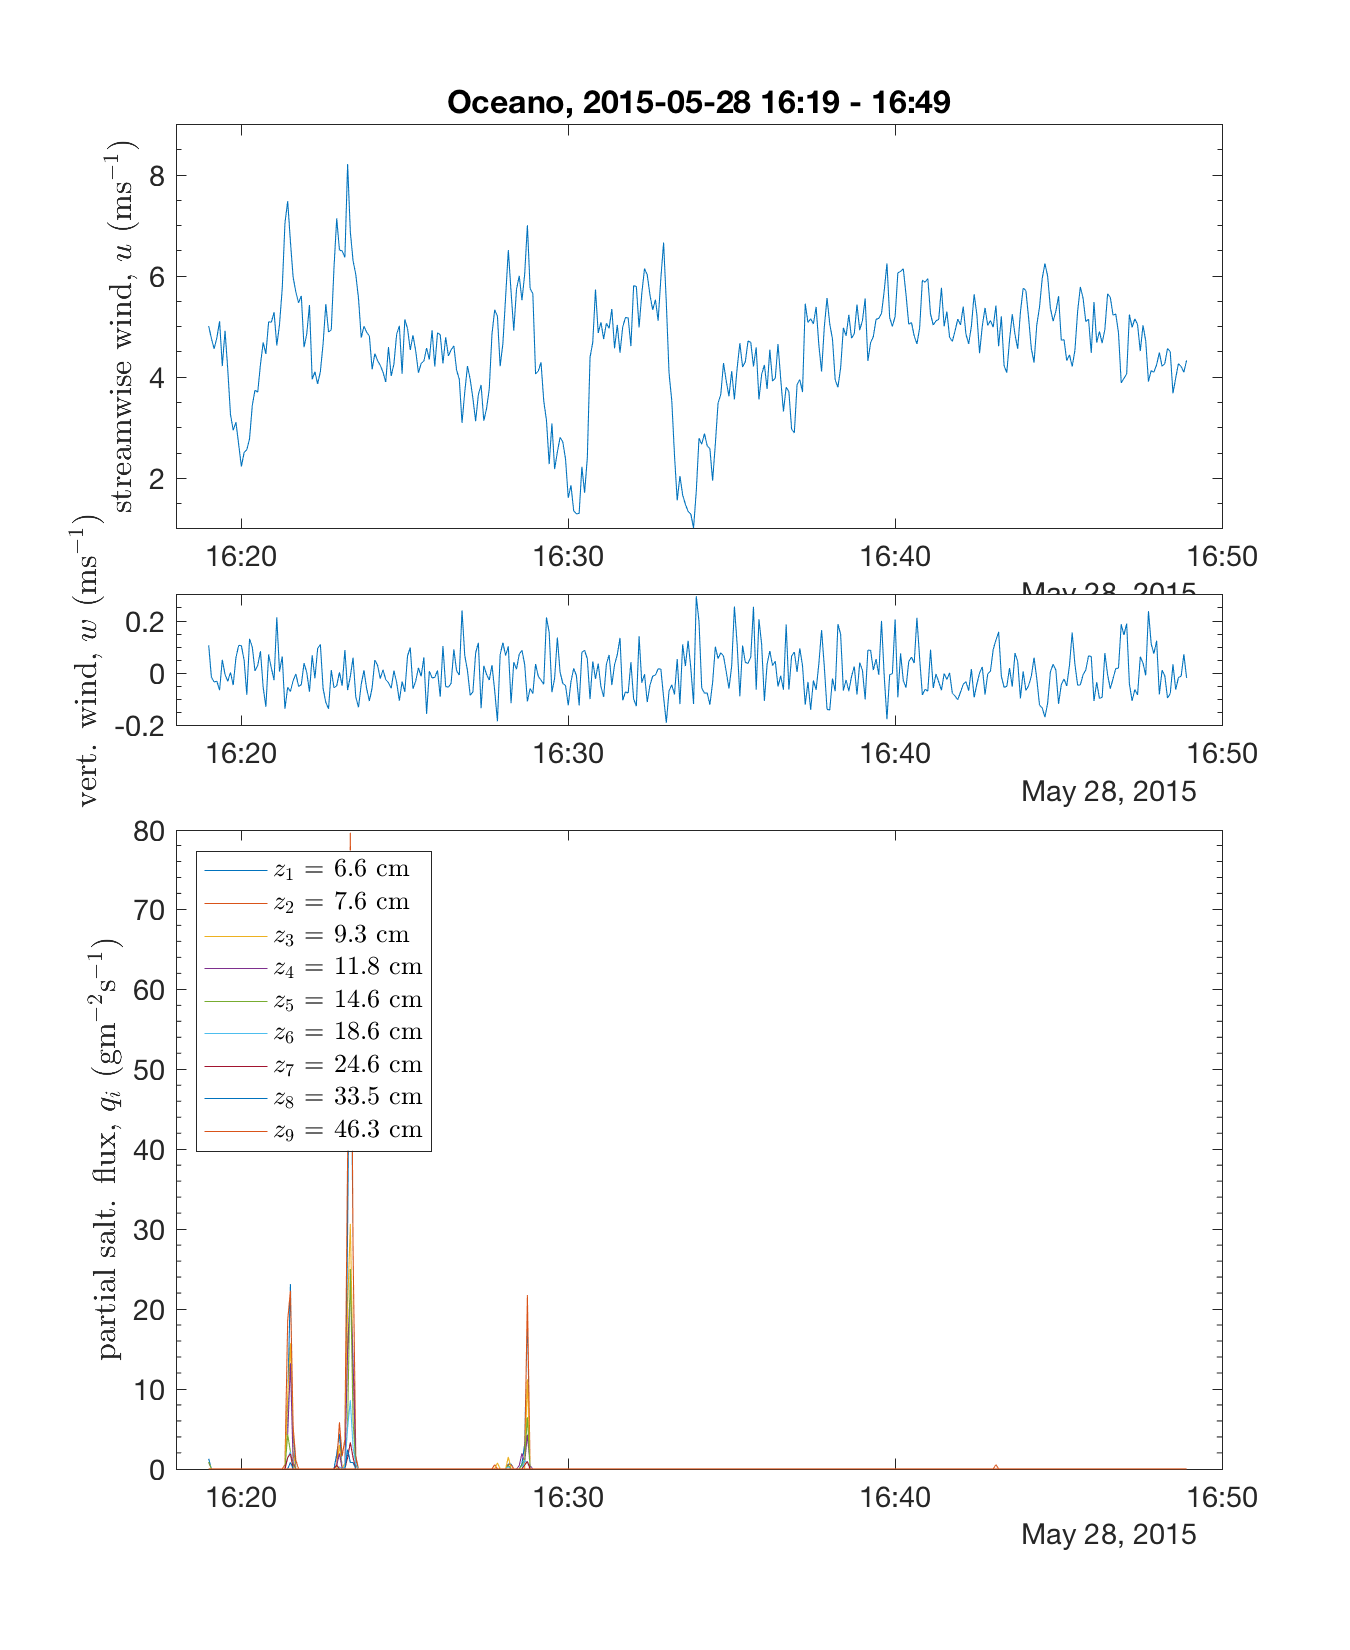 Oceano, 2015-05-28 16:19 - 16:49
streamwise wind, u (ms⁻¹)
8
6
4
2
16:20 16:30 16:40 16:50
May 28, 2015
vert. wind, w (ms⁻¹)
0.2
0
-0.2
16:20 16:30 16:40 16:50
May 28, 2015
partial salt. flux, qᵢ (gm⁻²s⁻¹)
80
70
60
50
40
30
20
10
0
z₁ = 6.6 cm
z₂ = 7.6 cm
z₃ = 9.3 cm
z₄ = 11.8 cm
z₅ = 14.6 cm
z₆ = 18.6 cm
z₇ = 24.6 cm
z₈ = 33.5 cm
z₉ = 46.3 cm
16:20 16:30 16:40 16:50
May 28, 2015